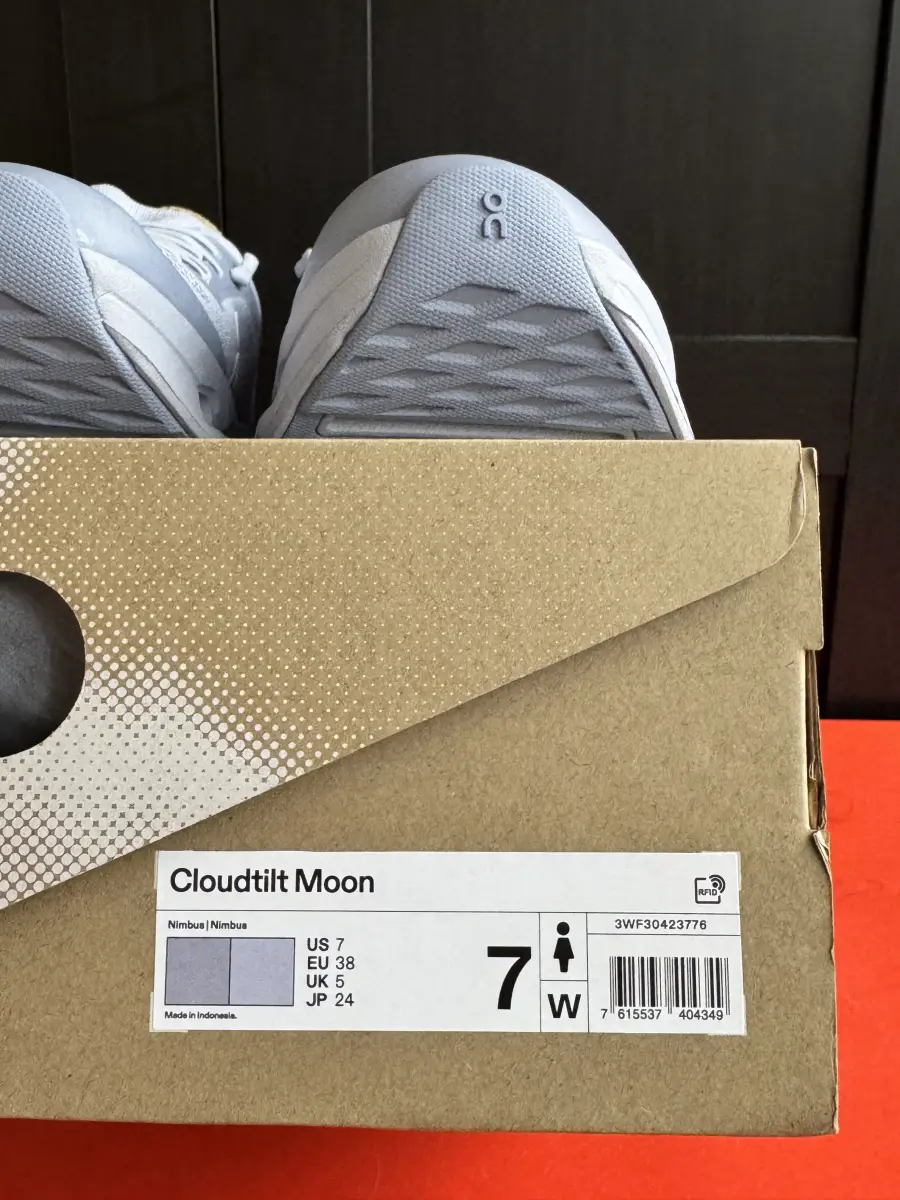 on
Cloudtilt Moon
RFID
Nimbus | Nimbus
US 7
EU 38
UK 5
JP 24
Made in Indonesia.
7
W
3WF30423776
7 615537 404349